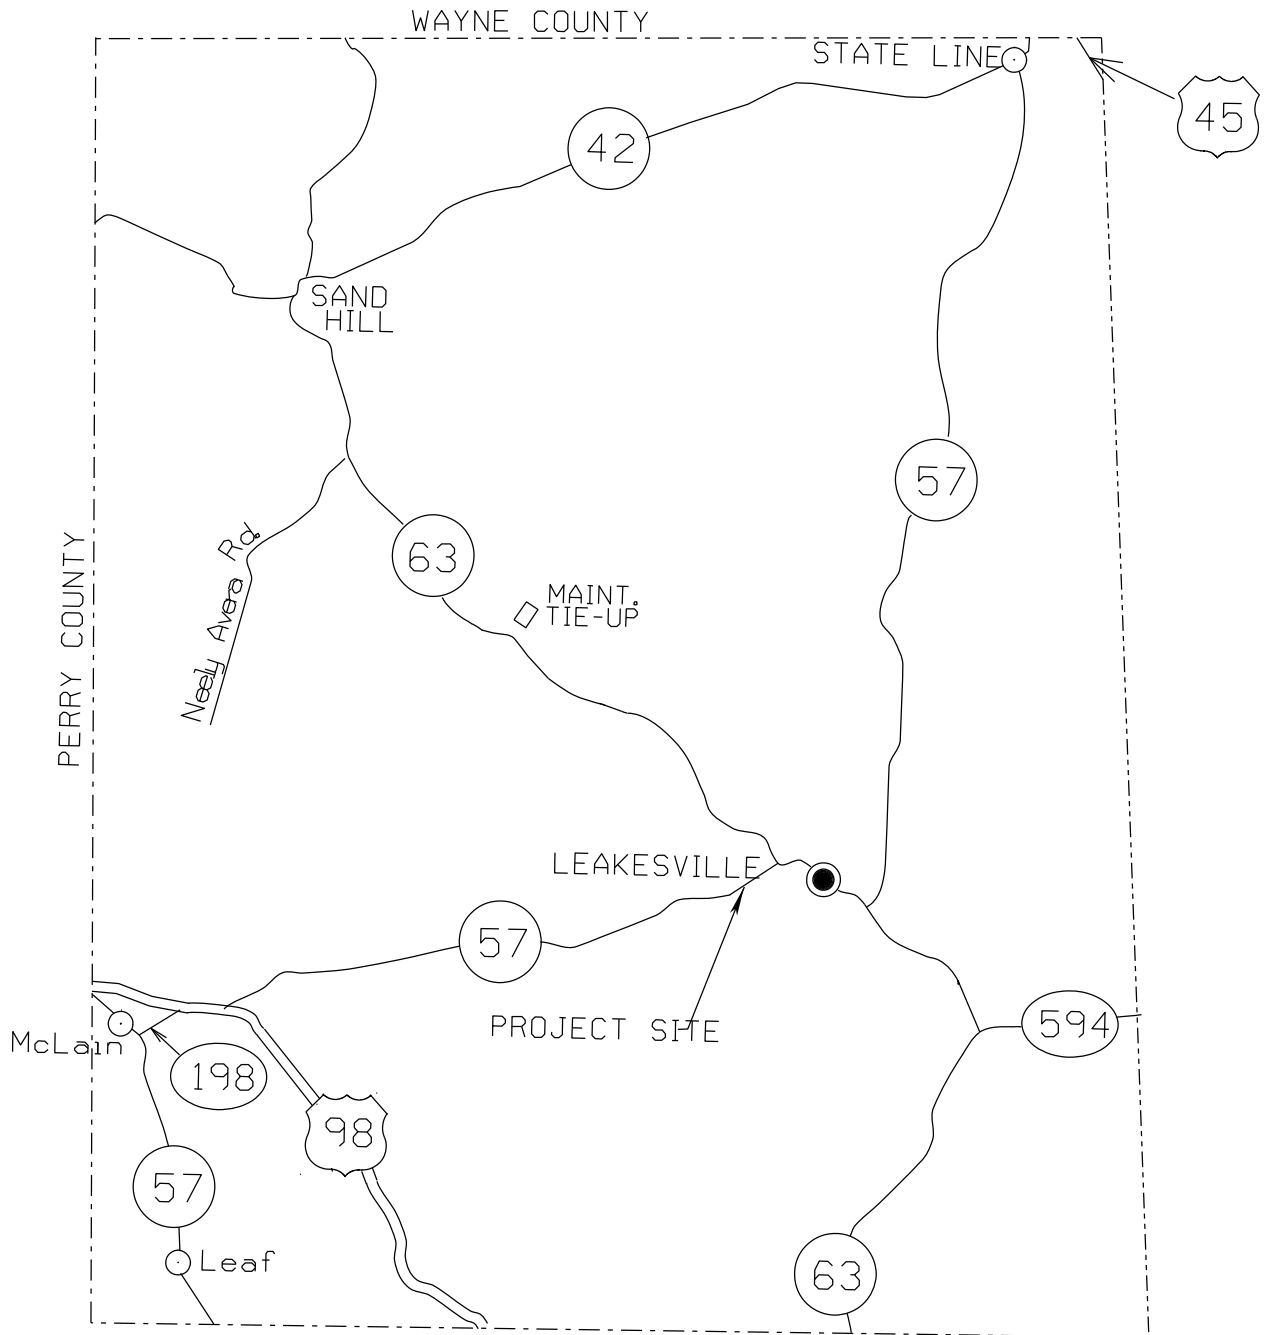 WAYNE COUNTY
STATE LINE
45
42
SAND
HILL
57
PERRY COUNTY
Neely Avera Rd.
63
MAINT.
TIE-UP
LEAKESVILLE
57
PROJECT SITE
594
McLain
198
98
57
Leaf
63